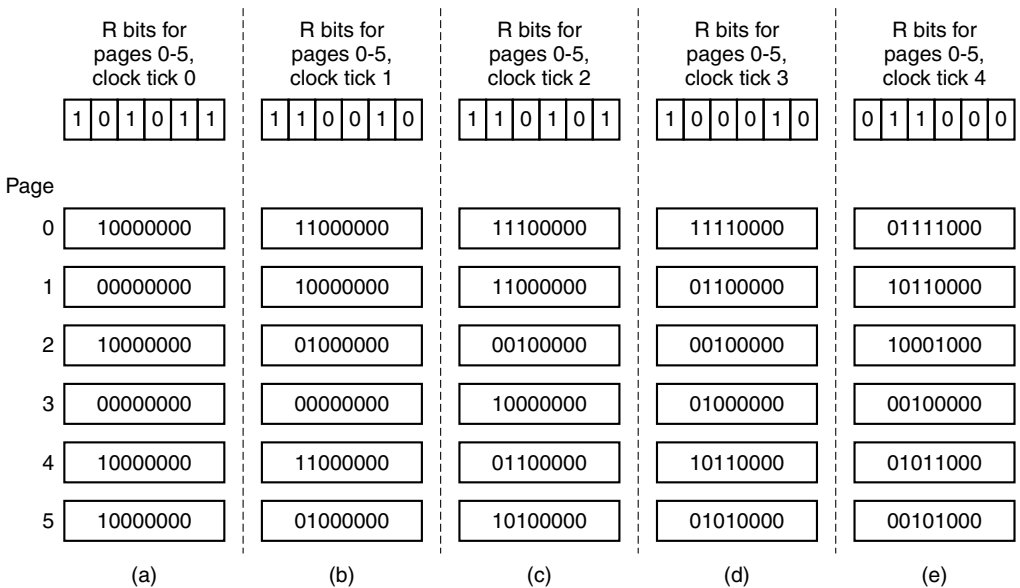 R bits for pages 0-5, clock tick 0
R bits for pages 0-5, clock tick 1
R bits for pages 0-5, clock tick 2
R bits for pages 0-5, clock tick 3
R bits for pages 0-5, clock tick 4
1 0 1 0 1 1
1 1 0 0 1 0
1 1 0 1 0 1
1 0 0 0 1 0
0 1 1 0 0 0
Page
0 10000000 11000000 11100000 11110000 01111000
1 00000000 10000000 11000000 01100000 10110000
2 10000000 01000000 00100000 00100000 10001000
3 00000000 00000000 10000000 01000000 00100000
4 10000000 11000000 01100000 10110000 01011000
5 10000000 01000000 10100000 01010000 00101000
(a) (b) (c) (d) (e)